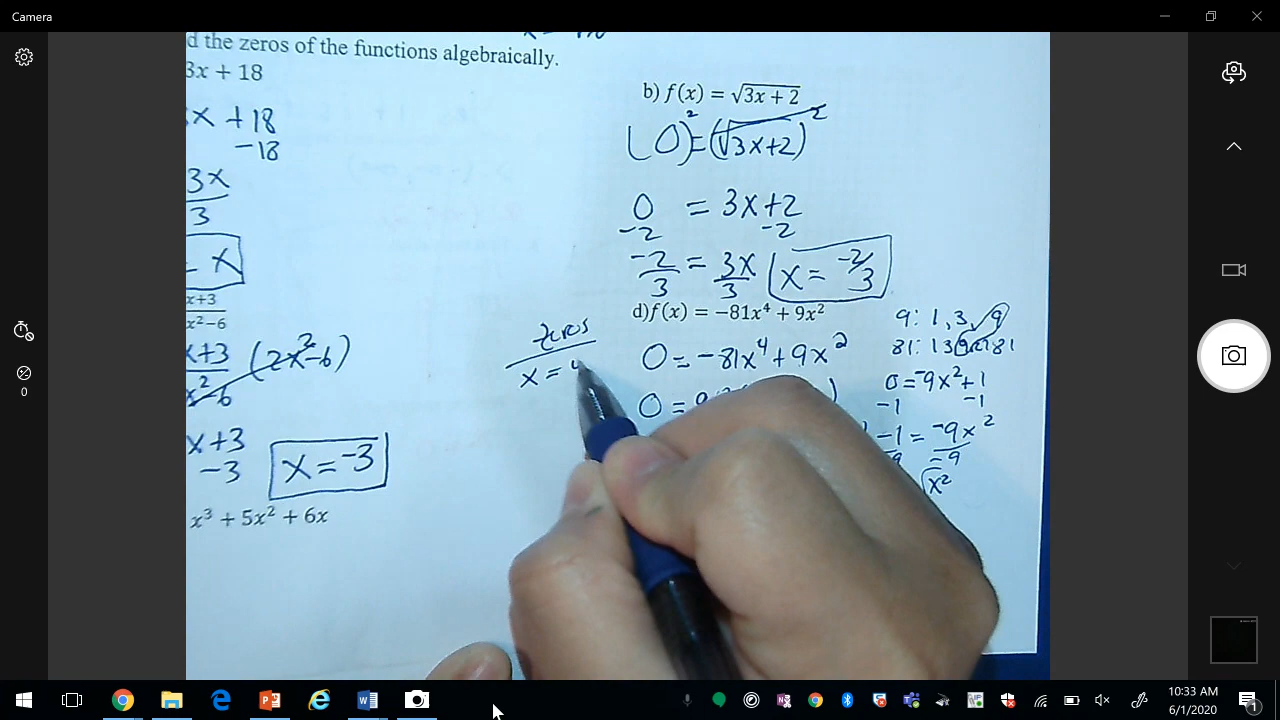 Camera
d the zeros of the functions algebraically.
3x + 18
x + 18
-18
3x
3
= x
x+3
x²−6
x+3 (2x²-6)
x²-6
x+3
-3
x = -3
x³ + 5x² + 6x
b) f(x) = √3x + 2
(0)² = (√3x+2)²
0 = 3x+2
-2 -2
-2 = 3x
3 3
x = -2/3
d)f(x) = −81x⁴ + 9x²
0 = -81x⁴ + 9x²
0 =
9: 1, 3, 9
81: 1 3 9 27 81
0 = -9x²+1
-1 -1
-1 = -9x²
-9 -9
√x²
zeros
x =
0
10:33 AM
6/1/2020
1